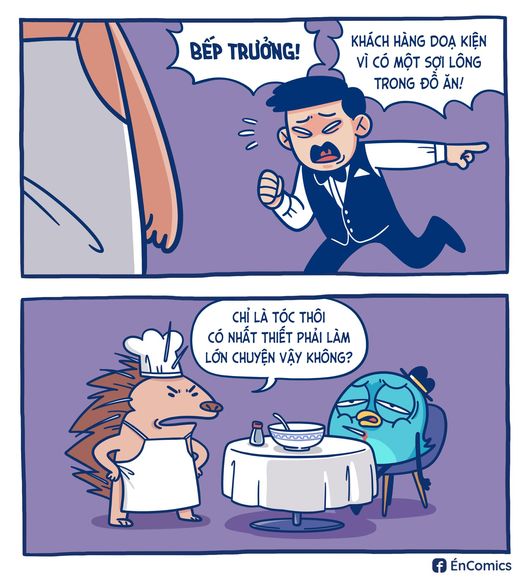 BẾP TRƯỞNG!
KHÁCH HÀNG DOẠ KIỆN
VÌ CÓ MỘT SỢI LÔNG
TRONG ĐỒ ĂN!
CHỈ LÀ TÓC THÔI
CÓ NHẤT THIẾT PHẢI LÀM
LỚN CHUYỆN VẬY KHÔNG?
ÉnComics